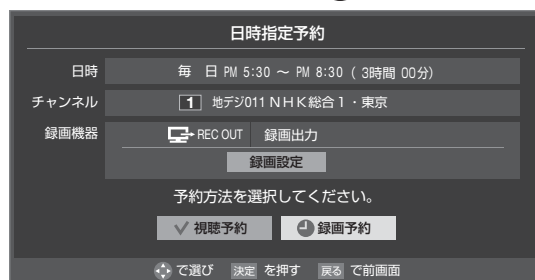 日時指定予約
日時 毎 日 PM 5:30 ～ PM 8:30 ( 3時間 00分)
チャンネル 1 地デジ011 NHK総合1・東京
録画機器 REC OUT 録画出力
録画設定
予約方法を選択してください。
視聴予約 録画予約
で選び 決定 を押す 戻る で前画面